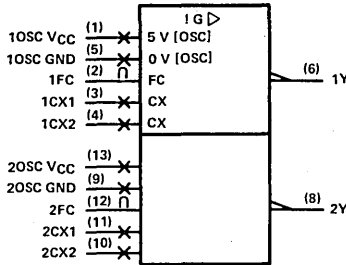 ! G ▷
1OSC VCC (1) 5 V [OSC]
1OSC GND (5) 0 V [OSC]
1FC (2) ∩ FC (6) 1Y
1CX1 (3) CX
1CX2 (4) CX
2OSC VCC (13)
2OSC GND (9)
2FC (12) ∩ (8) 2Y
2CX1 (11)
2CX2 (10)